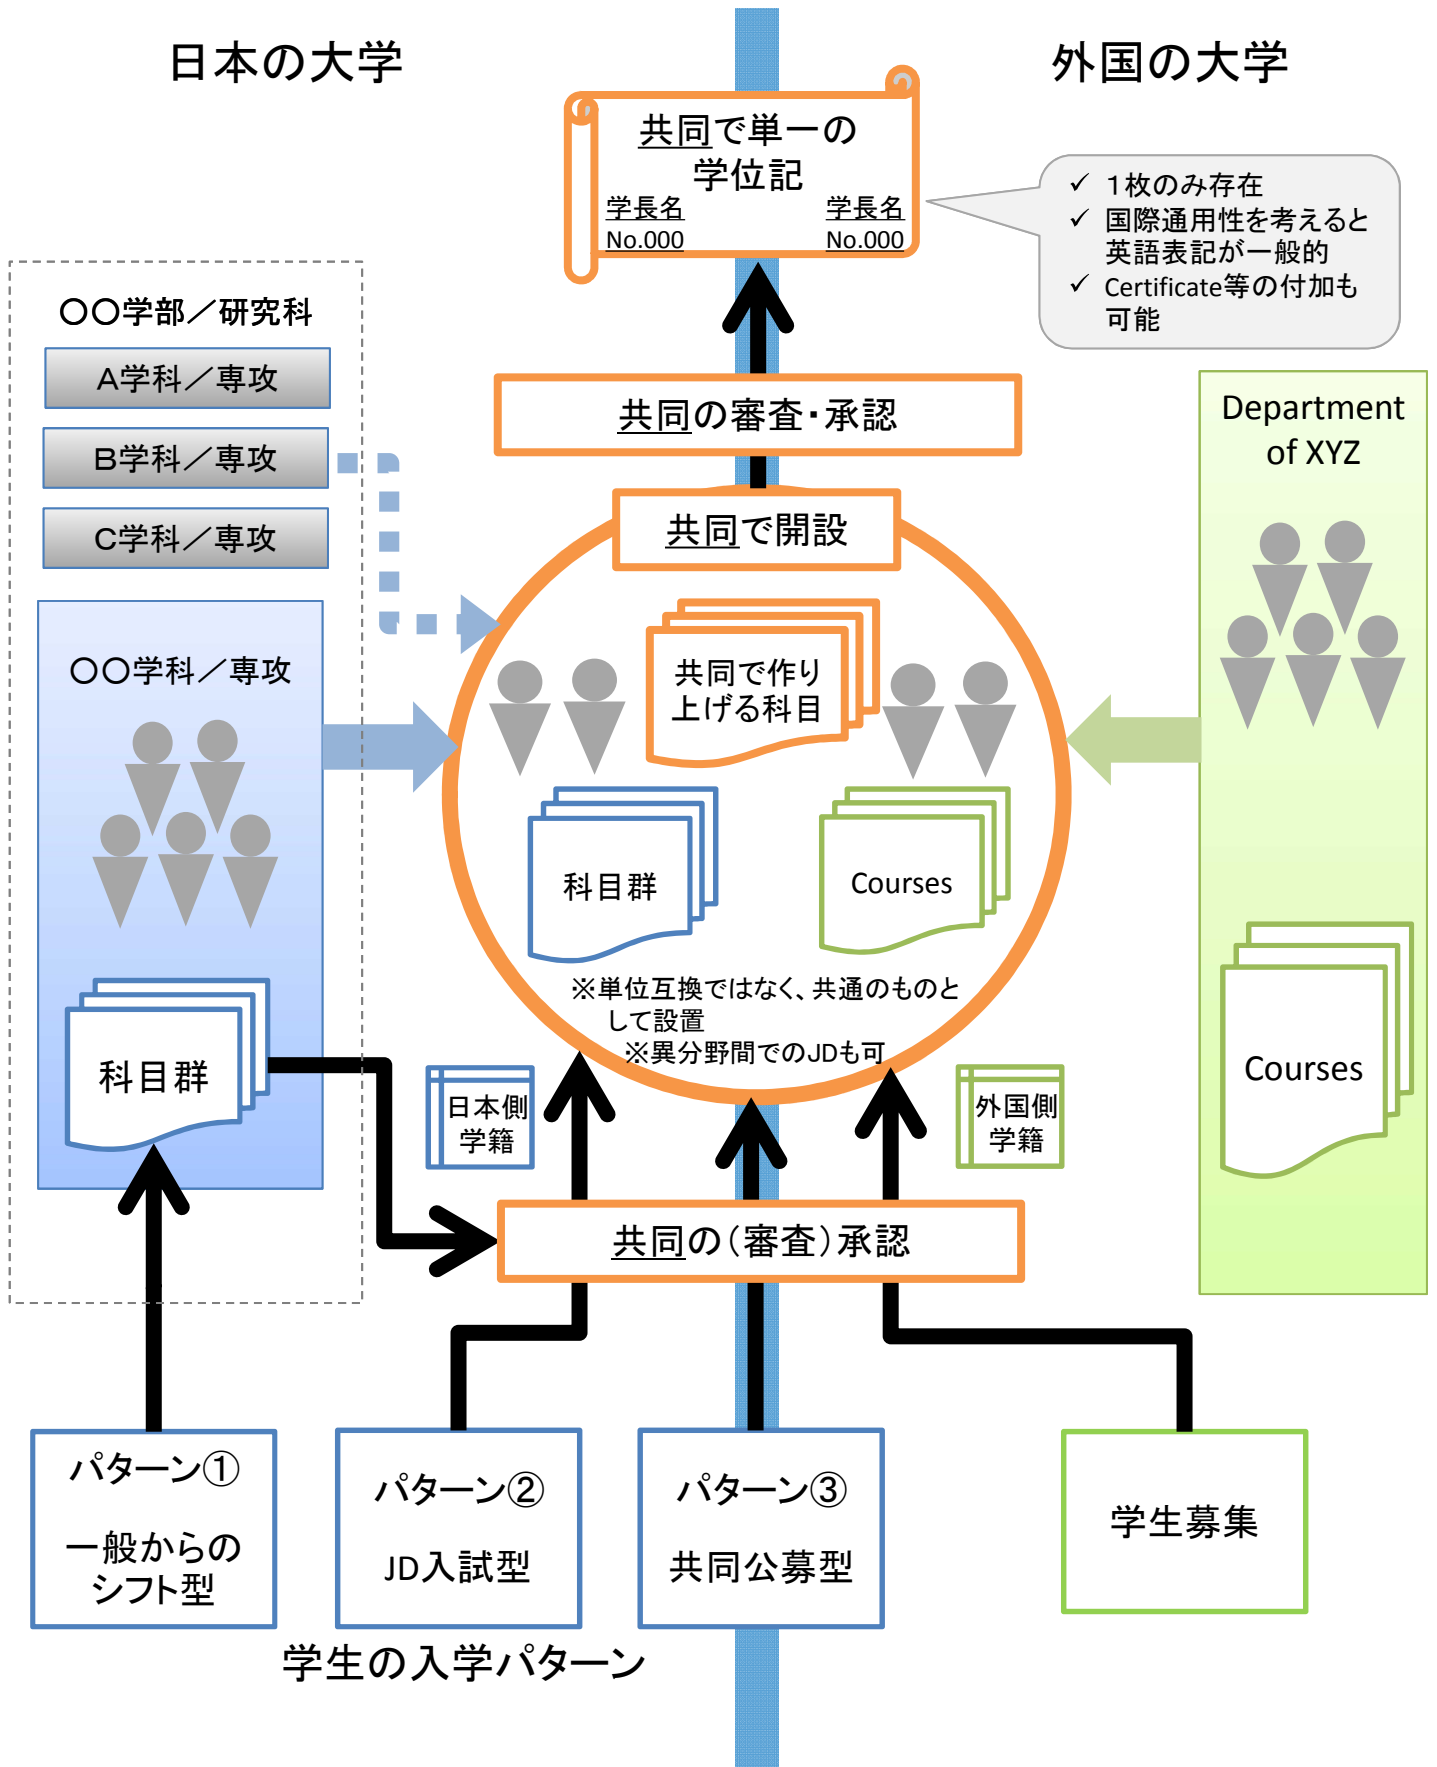 日本の大学
外国の大学
共同で単一の
学位記
学長名
No.000
学長名
No.000
✓ １枚のみ存在
✓ 国際通用性を考えると
英語表記が一般的
✓ Certificate等の付加も
可能
〇〇学部／研究科
Ａ学科／専攻
Ｂ学科／専攻
Ｃ学科／専攻
共同の審査・承認
共同で開設
Department
of XYZ
〇〇学科／専攻
共同で作り
上げる科目
科目群
Courses
※単位互換ではなく、共通のものと
して設置
※異分野間でのJDも可
科目群
Courses
日本側
学籍
外国側
学籍
共同の（審査）承認
パターン①
一般からの
シフト型
パターン②
JD入試型
パターン③
共同公募型
学生募集
学生の入学パターン